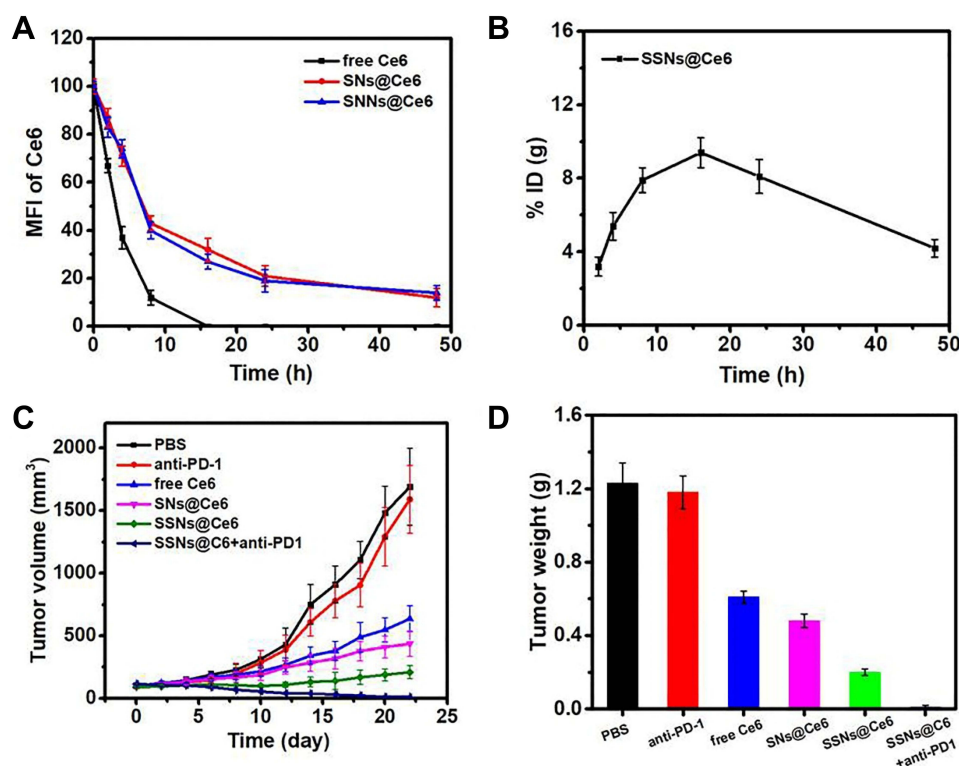 A
120
100
80
60
40
20
0
MFI of Ce6
free Ce6
SNs@Ce6
SNNs@Ce6
0 10 20 30 40 50
Time (h)
B
16
12
8
4
0
% ID (g)
SSNs@Ce6
0 10 20 30 40 50
Time (h)
C
2000
1500
1000
500
0
Tumor volume (mm³)
PBS
anti-PD-1
free Ce6
SNs@Ce6
SSNs@Ce6
SSNs@C6+anti-PD1
0 5 10 15 20 25
Time (day)
D
1.6
1.2
0.8
0.4
0.0
Tumor weight (g)
PBS
anti-PD-1
free Ce6
SNs@Ce6
SSNs@Ce6
SSNs@C6
+anti-PD1